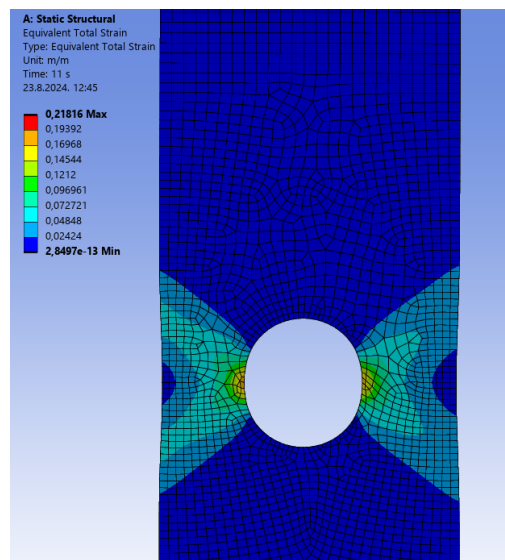 A: Static Structural
Equivalent Total Strain
Type: Equivalent Total Strain
Unit: m/m
Time: 11 s
23.8.2024. 12:45
0,21816 Max
0,19392
0,16968
0,14544
0,1212
0,096961
0,072721
0,04848
0,02424
2,8497e-13 Min